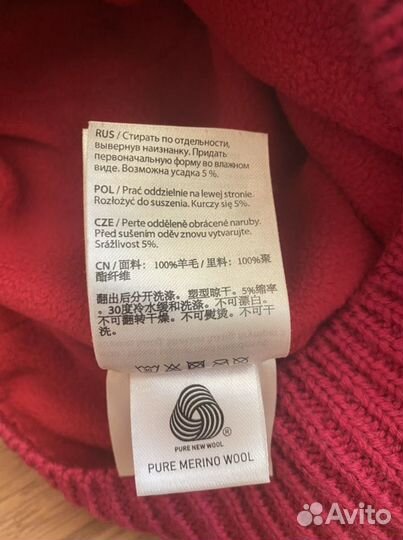 RUS / Стирать по отдельности,
вывернув наизнанку. Придать
первоначальную форму во влажном
виде. Возможна усадка 5 %.
POL / Prać oddzielnie na lewej stronie.
Rozłożyć do suszenia. Kurczy się 5%.
CZE / Perte odděleně obrácené naruby.
Před sušením oděv znovu vytvarujte.
Srážlivost 5%.
CN / 面料：100%羊毛／里料：100%聚
酯纤维
翻出后分开洗涤。塑型晾干。5%缩率
。30度冷水缓和洗涤。不可漂白。
不可翻转干燥。不可熨烫。不可干
洗。
PURE NEW WOOL
®
PURE MERINO WOOL
Avito